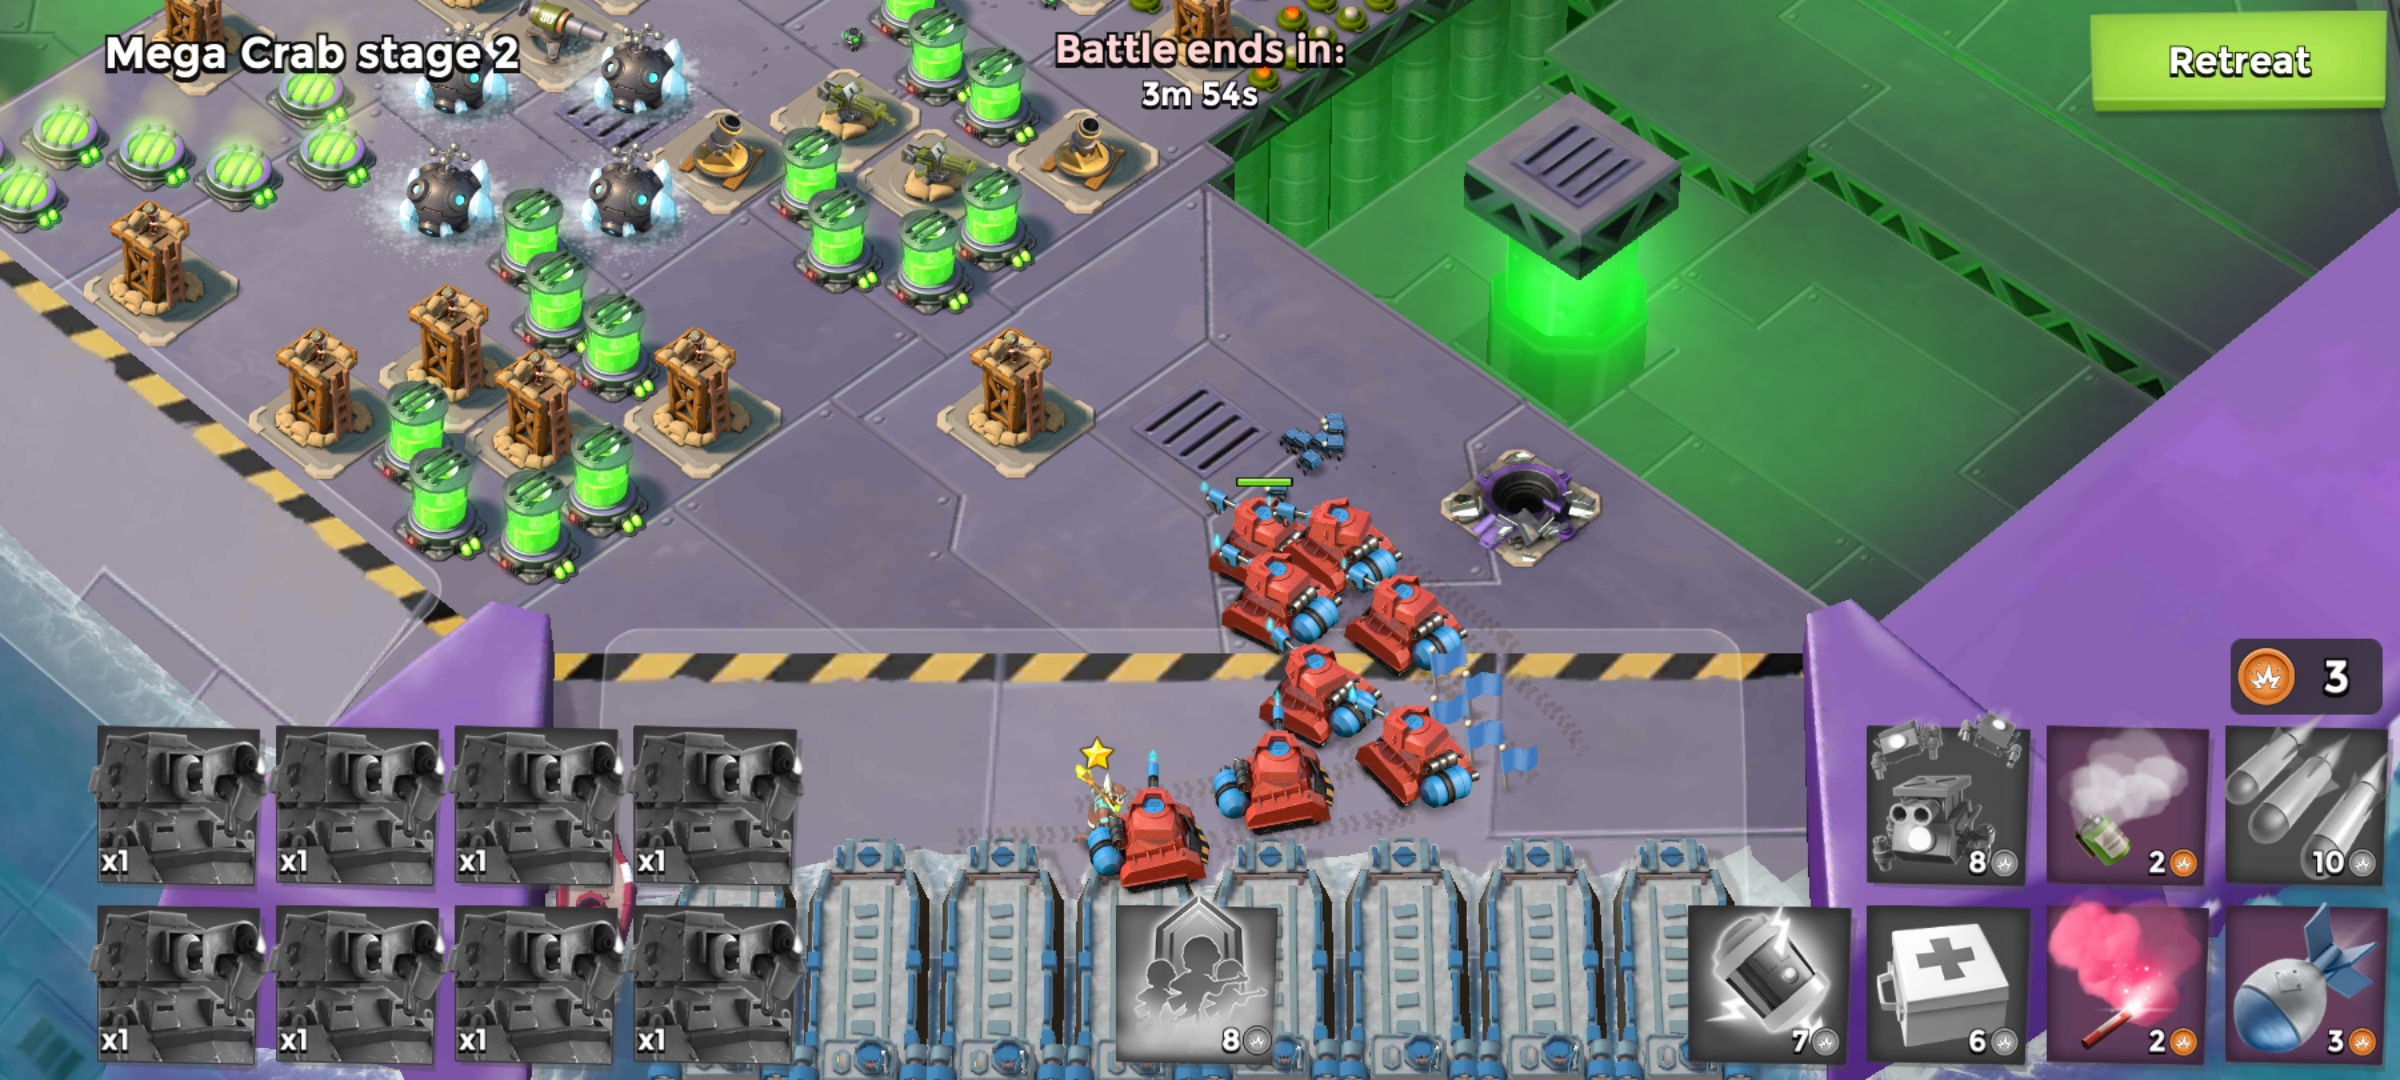 Mega Crab stage 2
Battle ends in:
3m 54s
Retreat
3
x1
x1
x1
x1
8
2
10
x1
x1
x1
x1
8
7
6
2
3